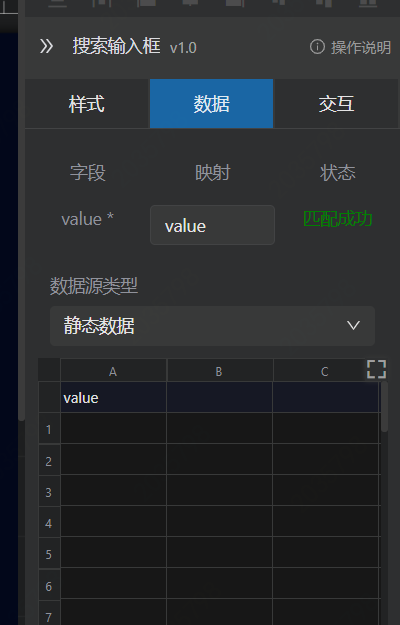 搜索输入框 v1.0 操作说明
样式 数据 交互
字段 映射 状态
value * value 匹配成功
数据源类型
静态数据
A B C
value
1
2
3
4
5
6
7